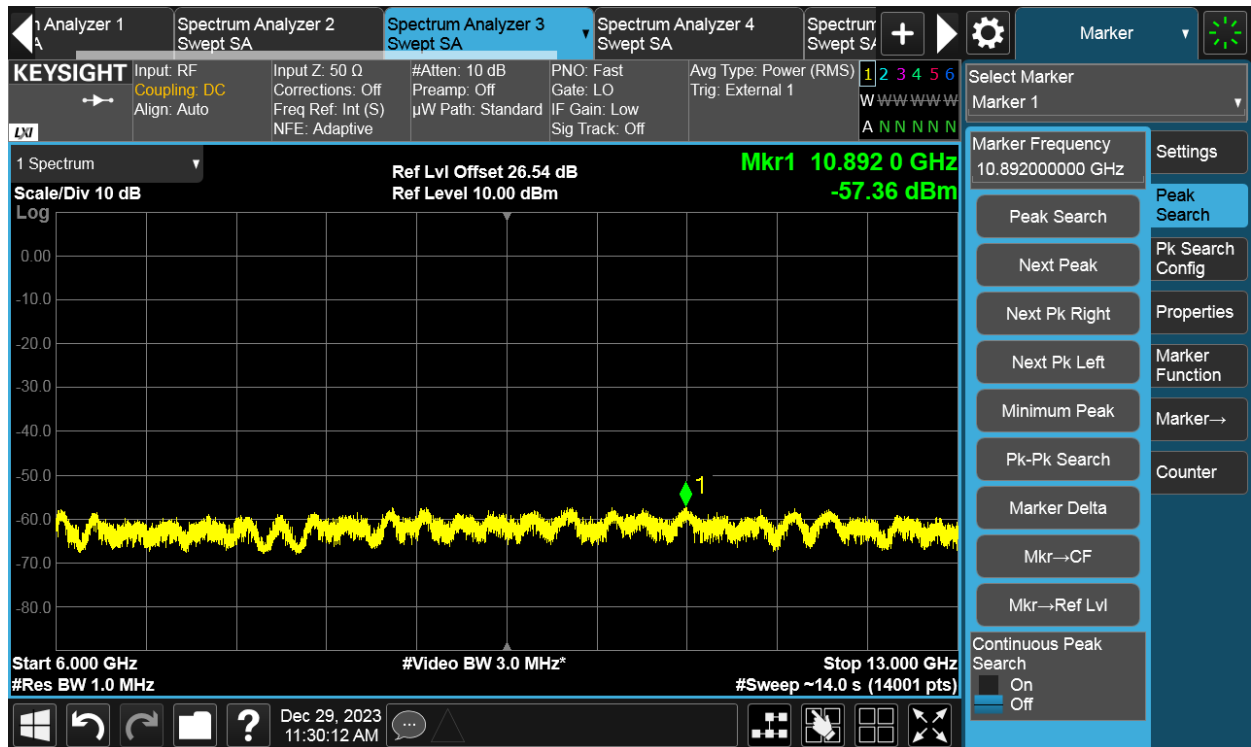 n Analyzer 1
A
Spectrum Analyzer 2
Swept SA
Spectrum Analyzer 3
Swept SA
Spectrum Analyzer 4
Swept SA
Spectrum
Swept SA
+
Marker
KEYSIGHT
LXI
Input: RF
Coupling: DC
Align: Auto
Input Z: 50 Ω
Corrections: Off
Freq Ref: Int (S)
NFE: Adaptive
#Atten: 10 dB
Preamp: Off
µW Path: Standard
PNO: Fast
Gate: LO
IF Gain: Low
Sig Track: Off
Avg Type: Power (RMS)
Trig: External 1
1 2 3 4 5 6
W W W W W W
A N N N N N
Select Marker
Marker 1
1 Spectrum
Scale/Div 10 dB
Log
Ref Lvl Offset 26.54 dB
Ref Level 10.00 dBm
Mkr1 10.892 0 GHz
-57.36 dBm
0.00
-10.0
-20.0
-30.0
-40.0
-50.0
-60.0
-70.0
-80.0
1
Start 6.000 GHz
#Res BW 1.0 MHz
#Video BW 3.0 MHz*
Stop 13.000 GHz
#Sweep ~14.0 s (14001 pts)
Marker Frequency
10.892000000 GHz
Peak Search
Next Peak
Next Pk Right
Next Pk Left
Minimum Peak
Pk-Pk Search
Marker Delta
Mkr→CF
Mkr→Ref Lvl
Continuous Peak
Search
On
Off
Settings
Peak
Search
Pk Search
Config
Properties
Marker
Function
Marker→
Counter
?
Dec 29, 2023
11:30:12 AM